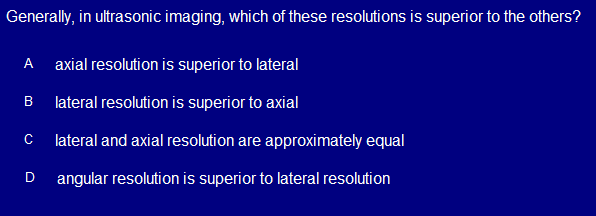 Generally, in ultrasonic imaging, which of these resolutions is superior to the others?
A axial resolution is superior to lateral
B lateral resolution is superior to axial
C lateral and axial resolution are approximately equal
D angular resolution is superior to lateral resolution